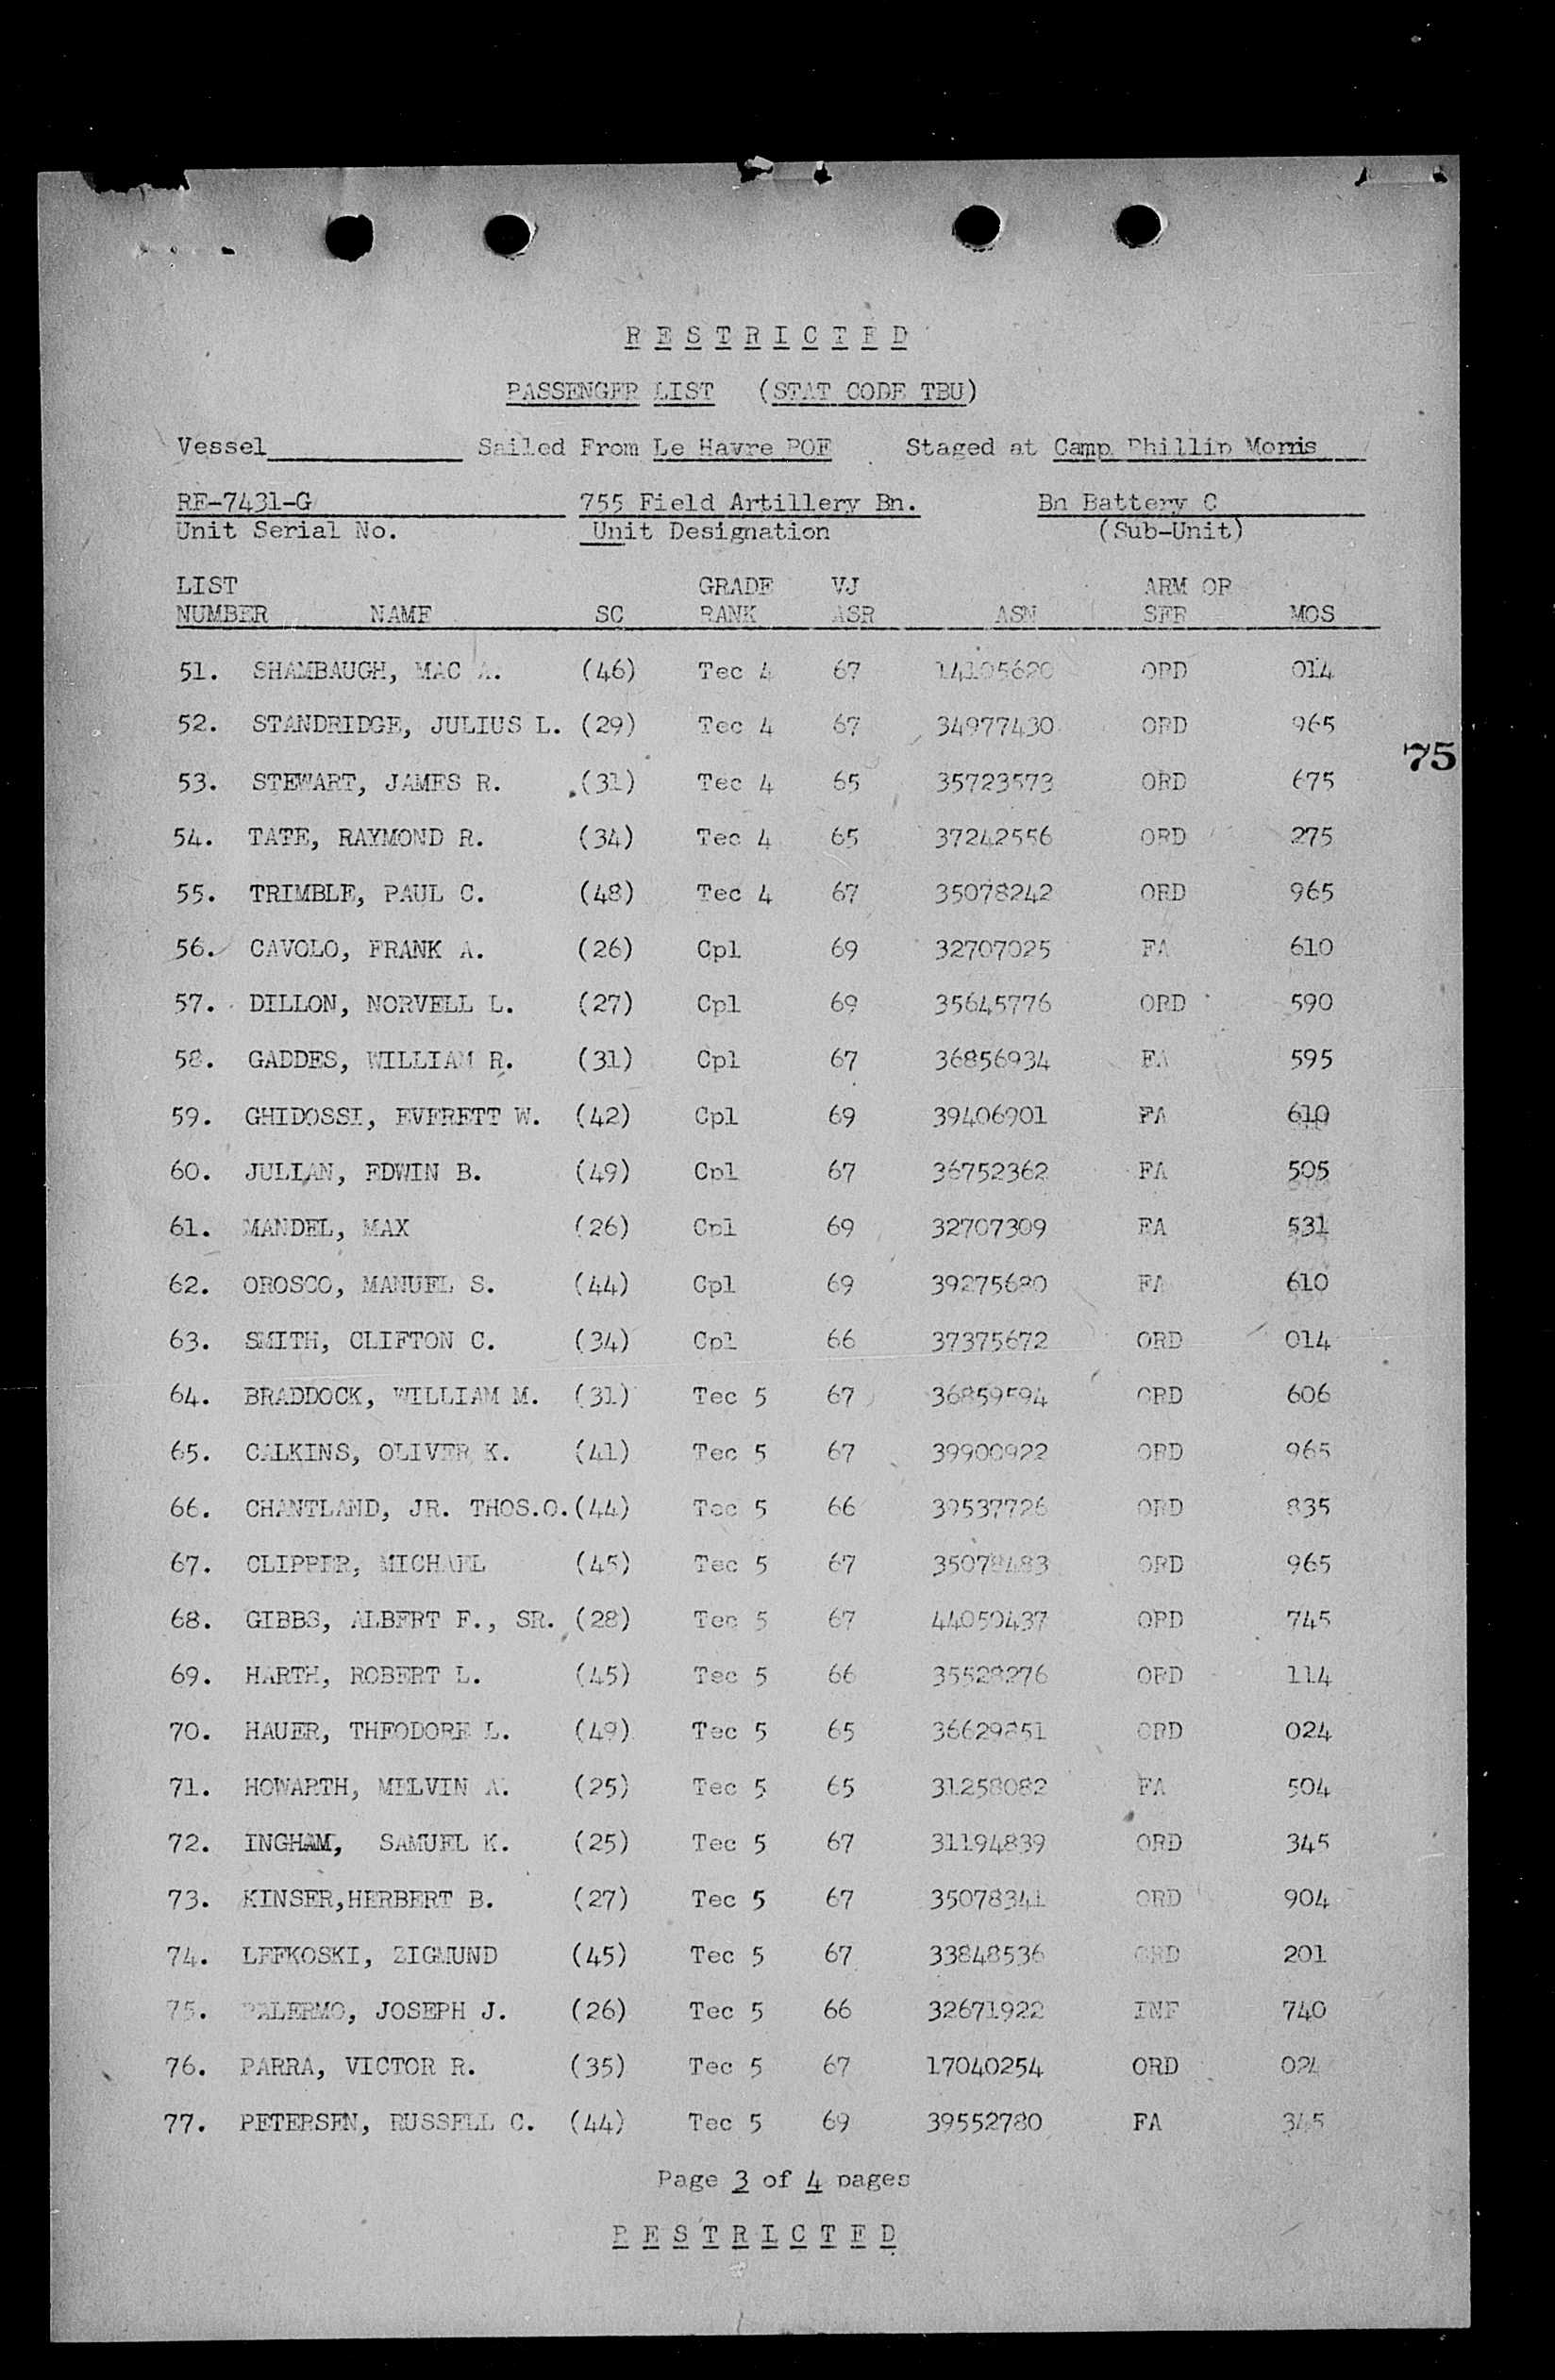 RESTRICTED
PASSENGER LIST (STAT CODE TBU)
Vessel____________ Sailed From Le Havre POE Staged at Camp Phillip Morris
RE-7431-G 755 Field Artillery Bn. Bn Battery C
Unit Serial No. Unit Designation (Sub-Unit)
LIST GRADE VJ ARM OR
NUMBER NAME SC RANK ASR ASN SER MOS
51. SHAMBAUGH, MAC A. (46) Tec 4 67 14105620 ORD 014
52. STANDRIDGE, JULIUS L. (29) Tec 4 67 34977430 ORD 965
75
53. STEWART, JAMES R. (31) Tec 4 65 35723573 ORD 675
54. TATE, RAYMOND R. (34) Tec 4 65 37242556 ORD 275
55. TRIMBLE, PAUL C. (48) Tec 4 67 35078242 ORD 965
56. CAVOLO, FRANK A. (26) Cpl 69 32707025 FA 610
57. DILLON, NORVELL L. (27) Cpl 69 35645776 ORD 590
58. GADDES, WILLIAM R. (31) Cpl 67 36856934 FA 595
59. GHIDOSSI, EVERETT W. (42) Cpl 69 39406901 FA 610
60. JULIAN, EDWIN B. (49) Cpl 67 36752362 FA 505
61. MANDEL, MAX (26) Cpl 69 32707309 FA 531
62. OROSCO, MANUEL S. (44) Cpl 69 39275680 FA 610
63. SMITH, CLIFTON C. (34) Cpl 66 37375672 ORD 014
64. BRADDOCK, WILLIAM M. (31) Tec 5 67 36859594 ORD 606
65. CALKINS, OLIVER K. (41) Tec 5 67 39900922 ORD 965
66. CHANTLAND, JR. THOS.O. (44) Tec 5 66 39537726 ORD 835
67. CLIPPER, MICHAEL (45) Tec 5 67 35078483 ORD 965
68. GIBBS, ALBERT F., SR. (28) Tec 5 67 44050437 ORD 745
69. HARTH, ROBERT L. (45) Tec 5 66 35528276 ORD 114
70. HAUER, THEODORE L. (49) Tec 5 65 36629851 ORD 024
71. HOWARTH, MELVIN A. (25) Tec 5 65 31258082 FA 504
72. INGHAM, SAMUEL K. (25) Tec 5 67 31194839 ORD 345
73. KINSER,HERBERT B. (27) Tec 5 67 35078341 ORD 904
74. LEFKOSKI, ZIGMUND (45) Tec 5 67 33848536 ORD 201
75. PALERMO, JOSEPH J. (26) Tec 5 66 32671922 INF 740
76. PARRA, VICTOR R. (35) Tec 5 67 17040254 ORD 024
77. PETERSEN, RUSSELL C. (44) Tec 5 69 39552780 FA 345
Page 3 of 4 pages
RESTRICTED